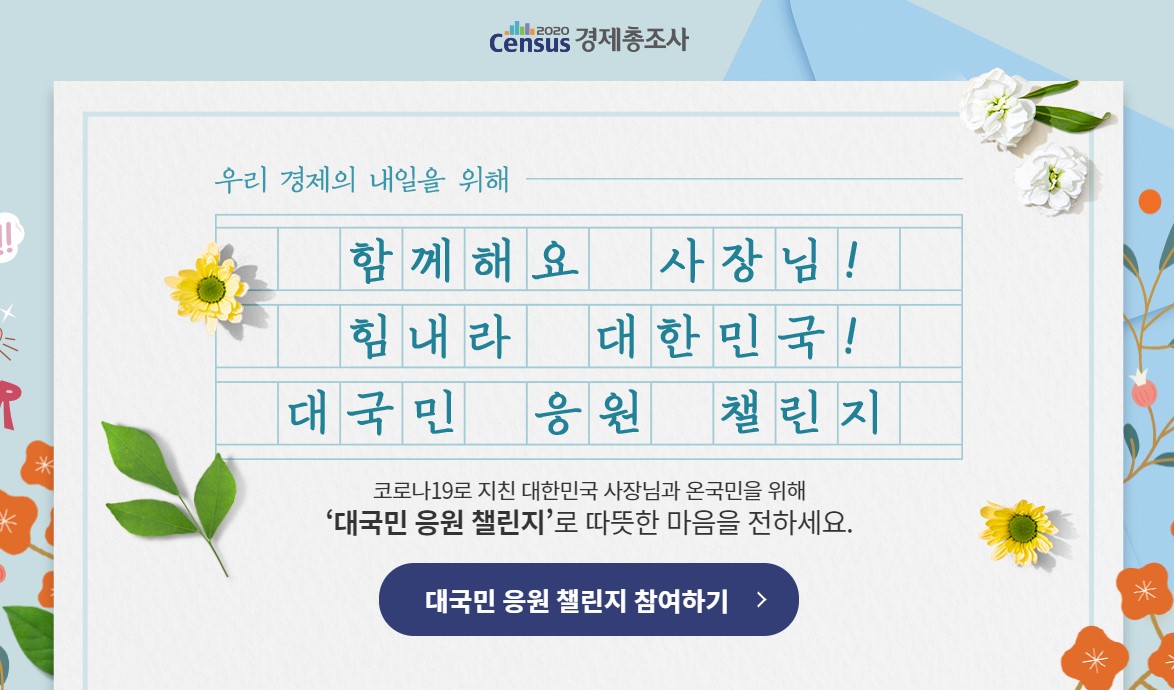 Census 2020 경제총조사
우리 경제의 내일을 위해
함께해요 사장님!
힘내라 대한민국!
대국민 응원 챌린지
코로나19로 지친 대한민국 사장님과 온국민을 위해
‘대국민 응원 챌린지’로 따뜻한 마음을 전하세요.
대국민 응원 챌린지 참여하기 >
!!